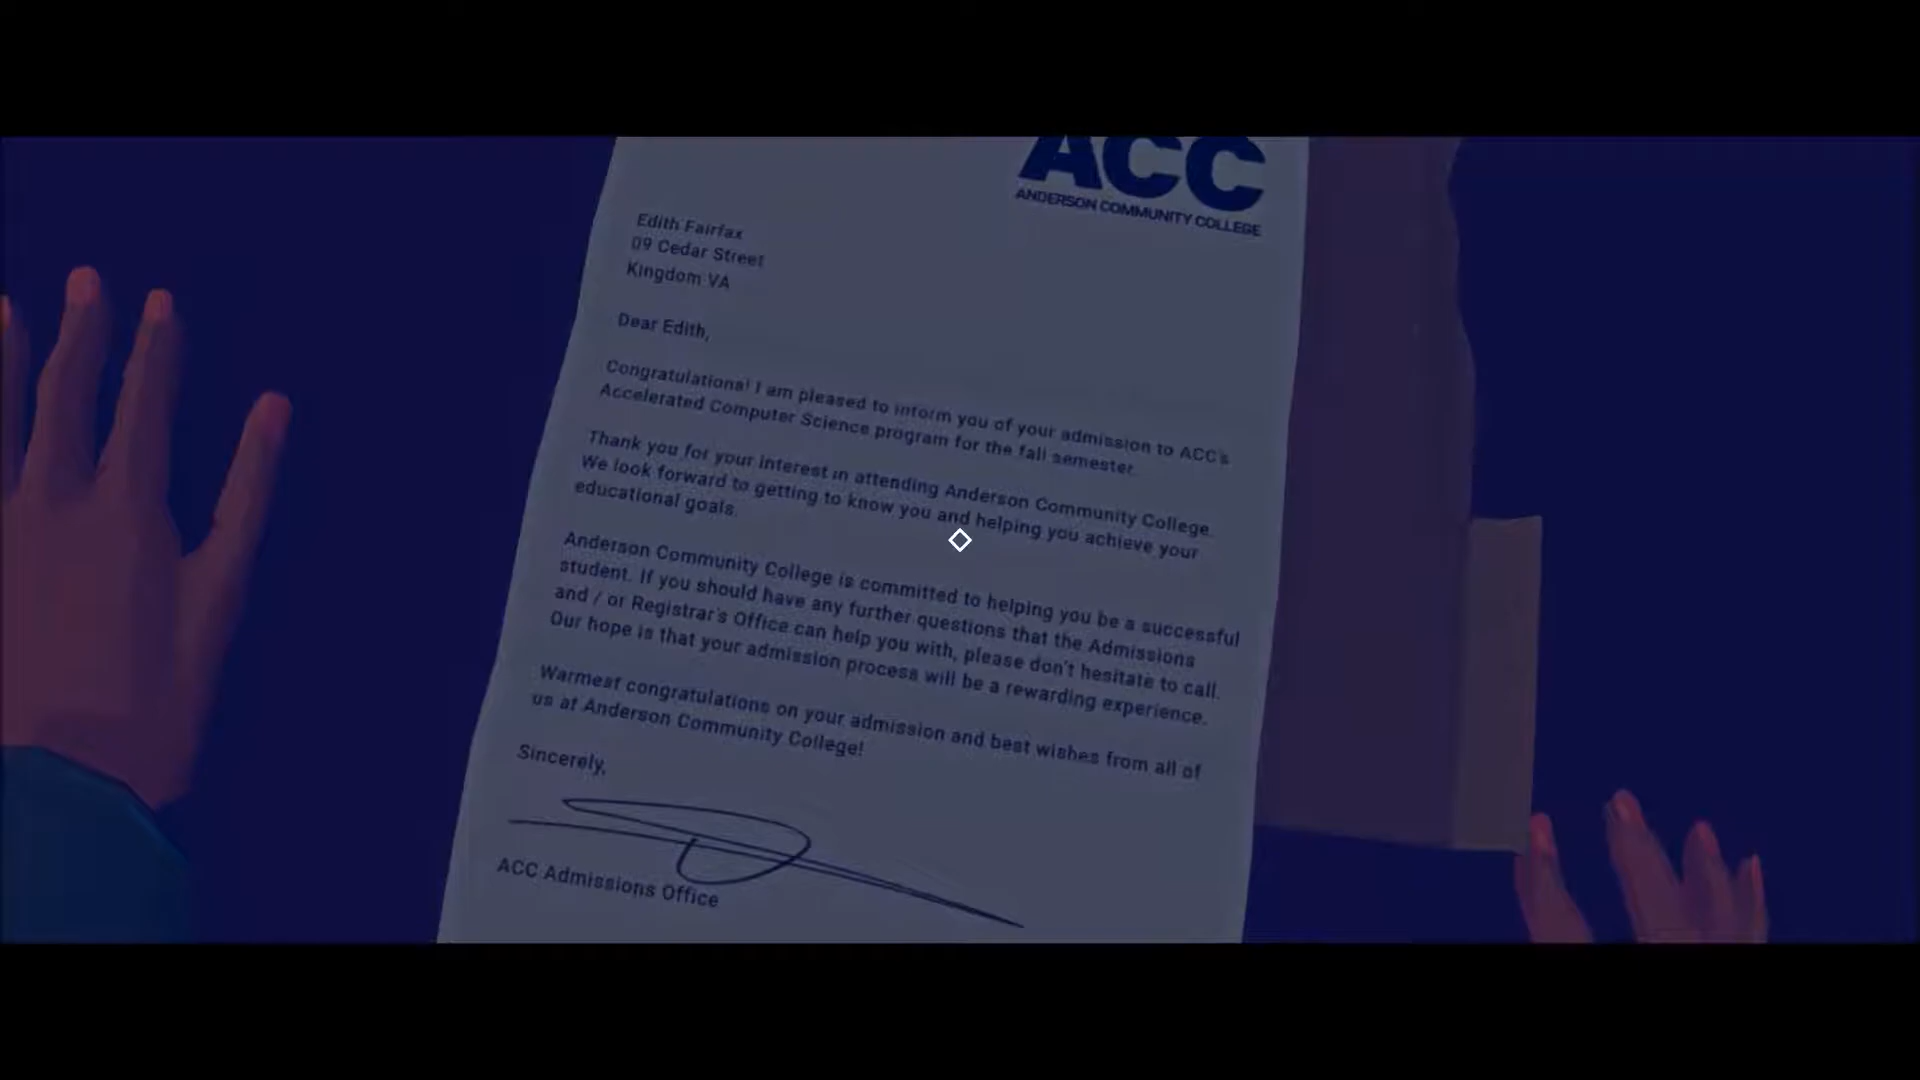 ACC
ANDERSON COMMUNITY COLLEGE
Edith Fairfax
09 Cedar Street
Kingdom VA
Dear Edith,
Congratulations! I am pleased to inform you of your admission to ACC's
Accelerated Computer Science program for the fall semester.
Thank you for your interest in attending Anderson Community College.
We look forward to getting to know you and helping you achieve your
educational goals.
Anderson Community College is committed to helping you be a successful
student. If you should have any further questions that the Admissions
and / or Registrar's Office can help you with, please don't hesitate to call.
Our hope is that your admission process will be a rewarding experience.
Warmest congratulations on your admission and best wishes from all of
us at Anderson Community College!
Sincerely,
ACC Admissions Office